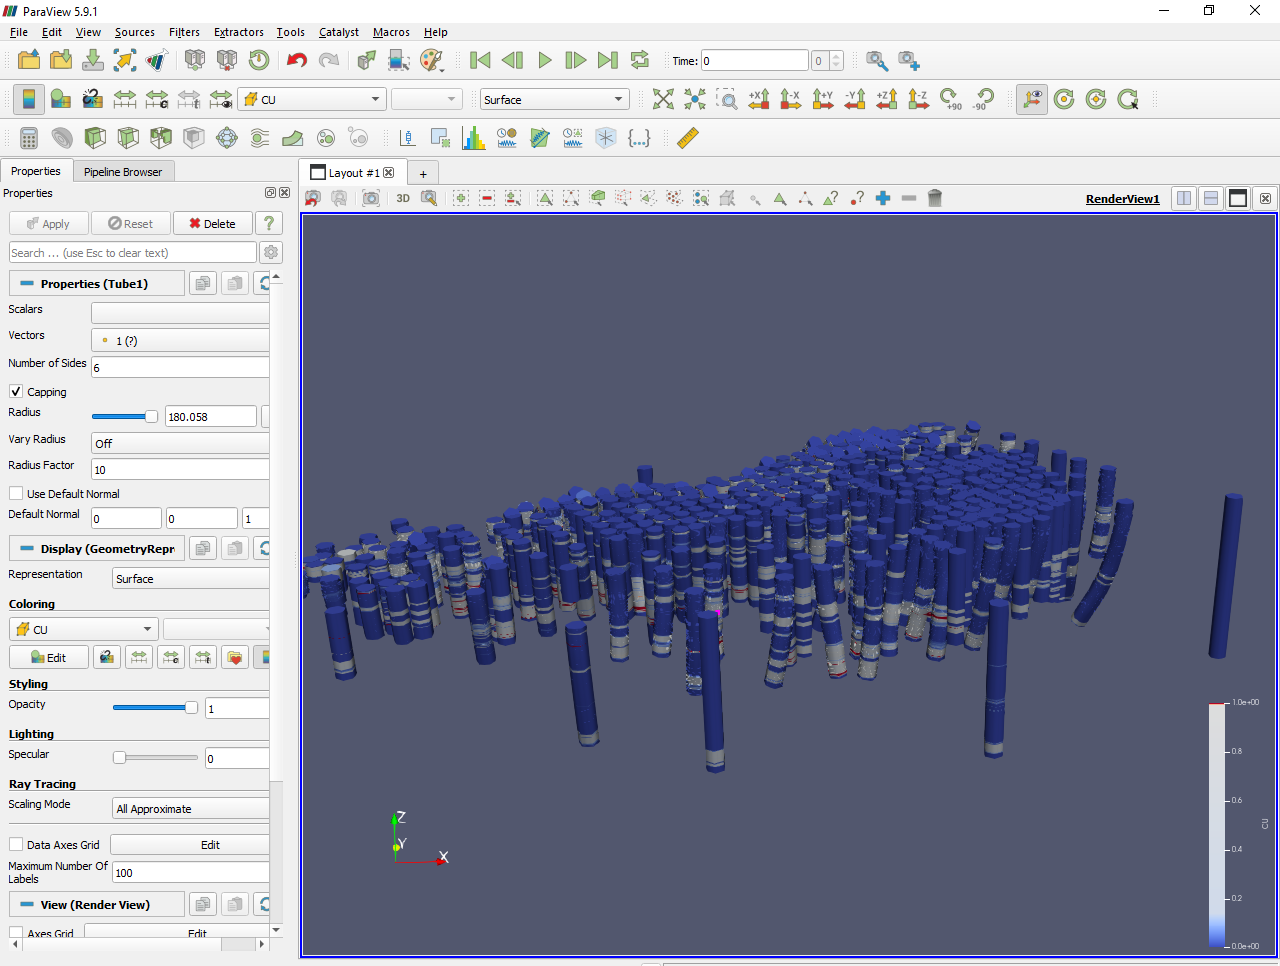 ParaView 5.9.1
File Edit View Sources Filters Extractors Tools Catalyst Macros Help
Time: 0 0
CU Surface +X -X +Y -Y +Z -Z +90 -90
Properties Pipeline Browser
Properties
Apply Reset Delete ?
Search ... (use Esc to clear text)
Properties (Tube1)
Scalars
Vectors 1 (?)
Number of Sides 6
Capping
Radius 180.058
Vary Radius Off
Radius Factor 10
Use Default Normal
Default Normal 0 0 1
Display (GeometryRepr
Representation Surface
Coloring
CU
Edit
Styling
Opacity 1
Lighting
Specular 0
Ray Tracing
Scaling Mode All Approximate
Data Axes Grid Edit
Maximum Number Of
Labels 100
View (Render View)
Axes Grid Edit
Layout #1 +
3D ? ? RenderView1
1.0e+00
0.8
0.6
0.4
0.2
0.0e+00
CU
Z
Y
X